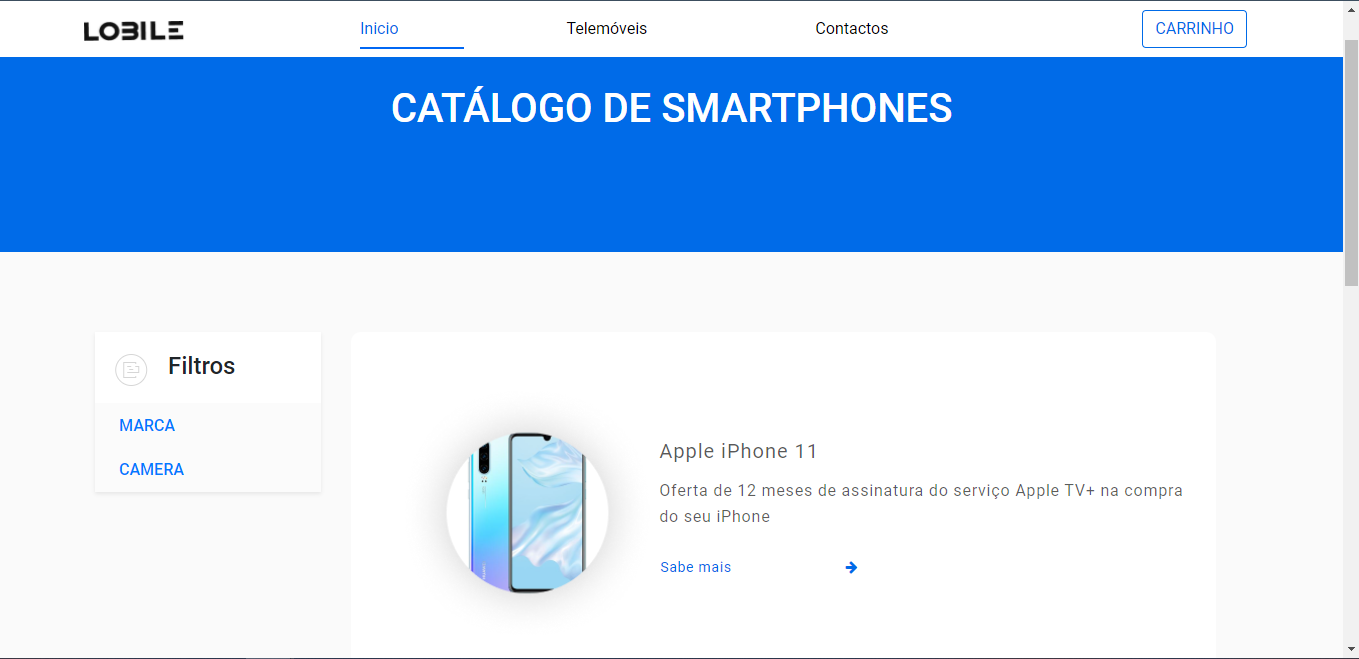 LOBILE
Inicio
Telemóveis
Contactos
CARRINHO
CATÁLOGO DE SMARTPHONES
Filtros
MARCA
CAMERA
Apple iPhone 11
Oferta de 12 meses de assinatura do serviço Apple TV+ na compra
do seu iPhone
Sabe mais